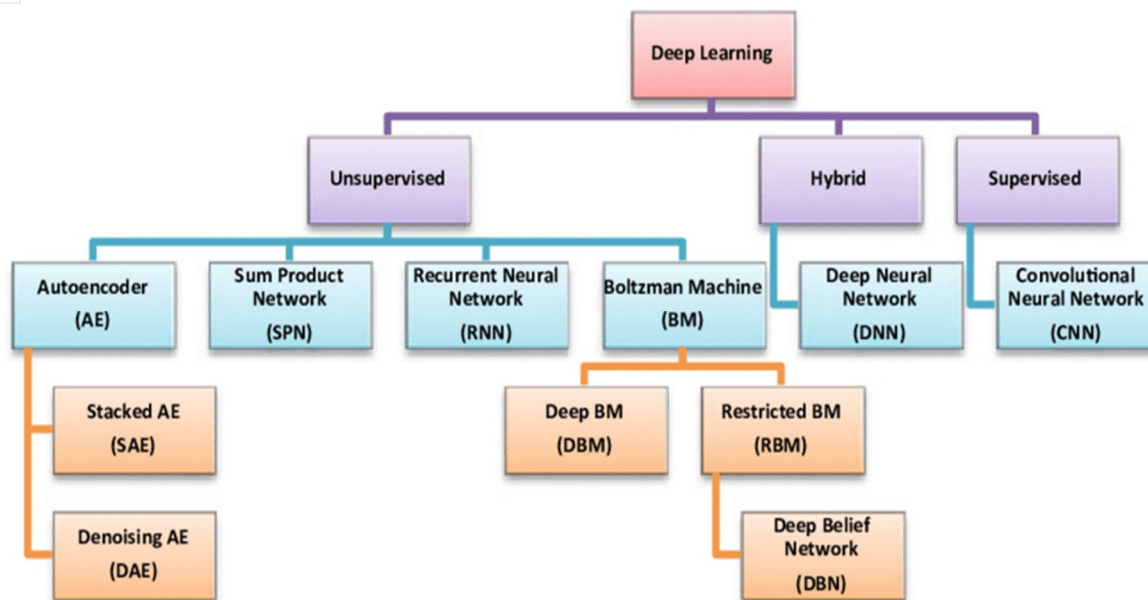 Deep Learning
Unsupervised
Hybrid
Supervised
Autoencoder
(AE)
Sum Product
Network
(SPN)
Recurrent Neural
Network
(RNN)
Boltzman Machine
(BM)
Deep Neural
Network
(DNN)
Convolutional
Neural Network
(CNN)
Stacked AE
(SAE)
Deep BM
(DBM)
Restricted BM
(RBM)
Denoising AE
(DAE)
Deep Belief
Network
(DBN)